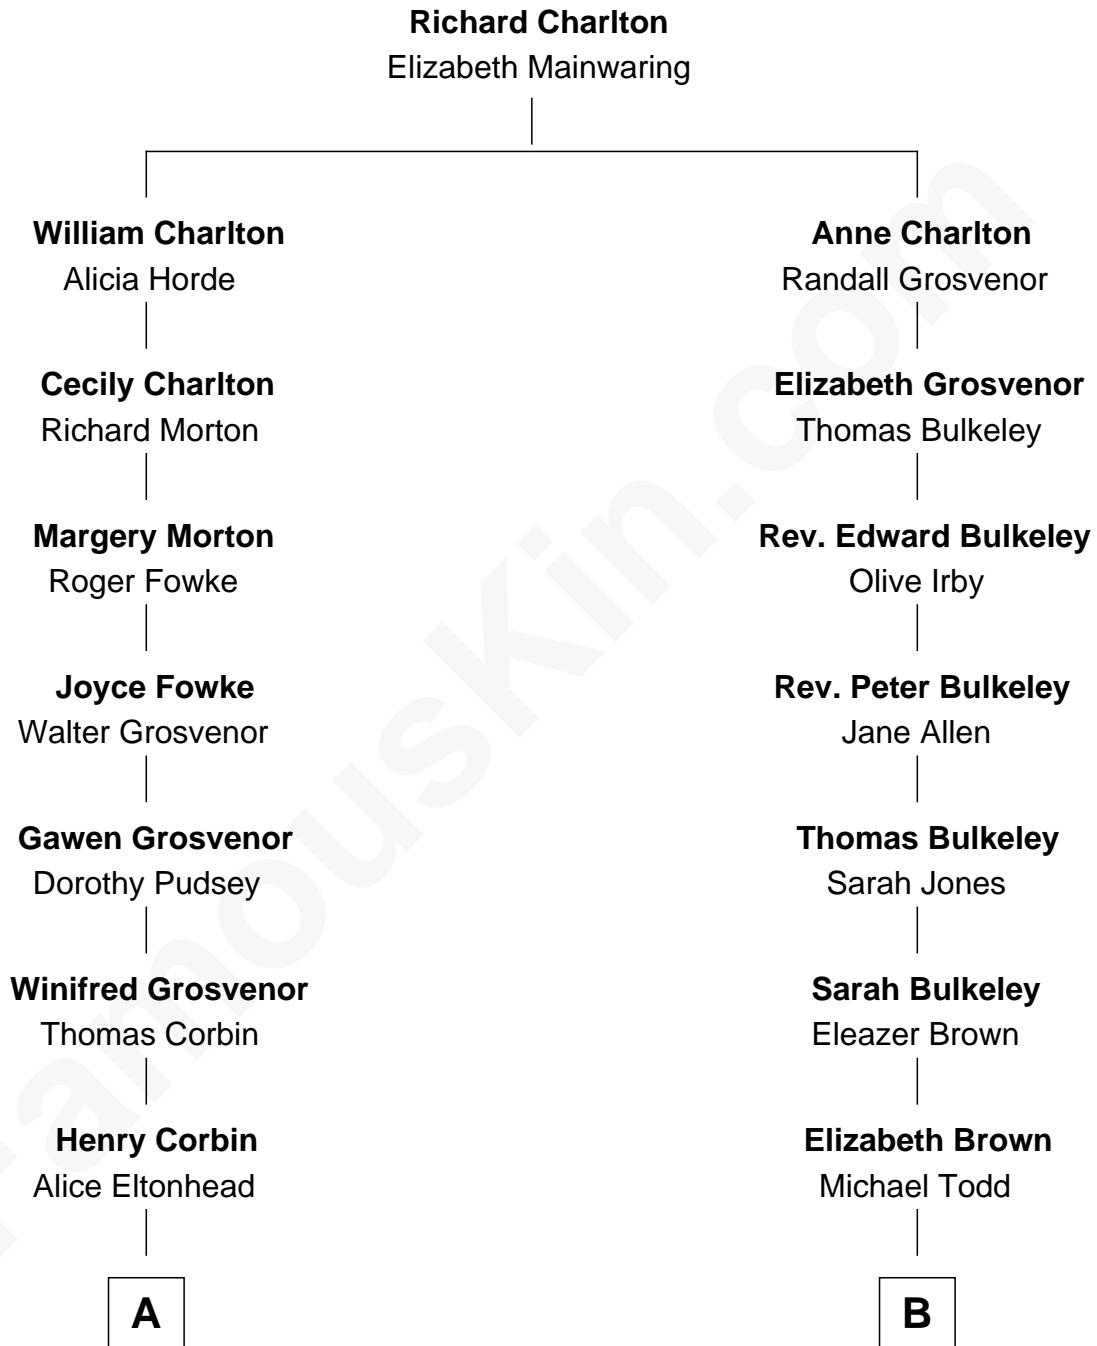 Richard Charlton
Elizabeth Mainwaring
William Charlton
Alicia Horde
Cecily Charlton
Richard Morton
Margery Morton
Roger Fowke
Joyce Fowke
Walter Grosvenor
Gawen Grosvenor
Dorothy Pudsey
Winifred Grosvenor
Thomas Corbin
Henry Corbin
Alice Eltonhead
A
Anne Charlton
Randall Grosvenor
Elizabeth Grosvenor
Thomas Bulkeley
Rev. Edward Bulkeley
Olive Irby
Rev. Peter Bulkeley
Jane Allen
Thomas Bulkeley
Sarah Jones
Sarah Bulkeley
Eleazer Brown
Elizabeth Brown
Michael Todd
B
FamousKin.com